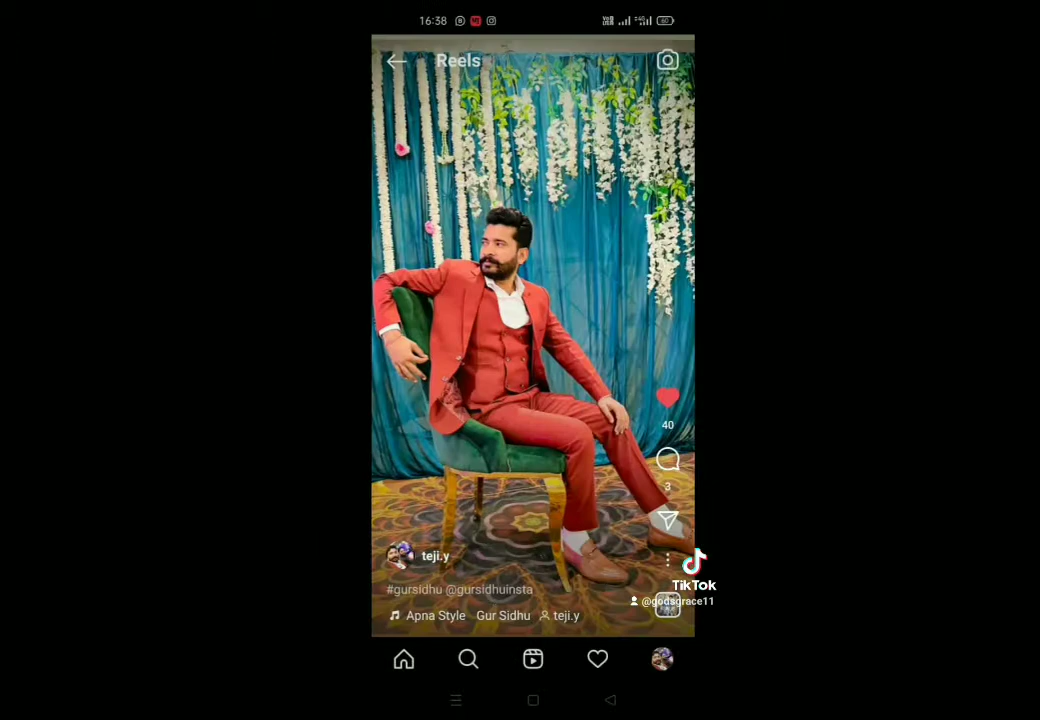 16:38
Reels
40
3
teji.y
TikTok
#gursidhu @gursidhuinsta
@godsgrace11
Apna Style Gur Sidhu teji.y